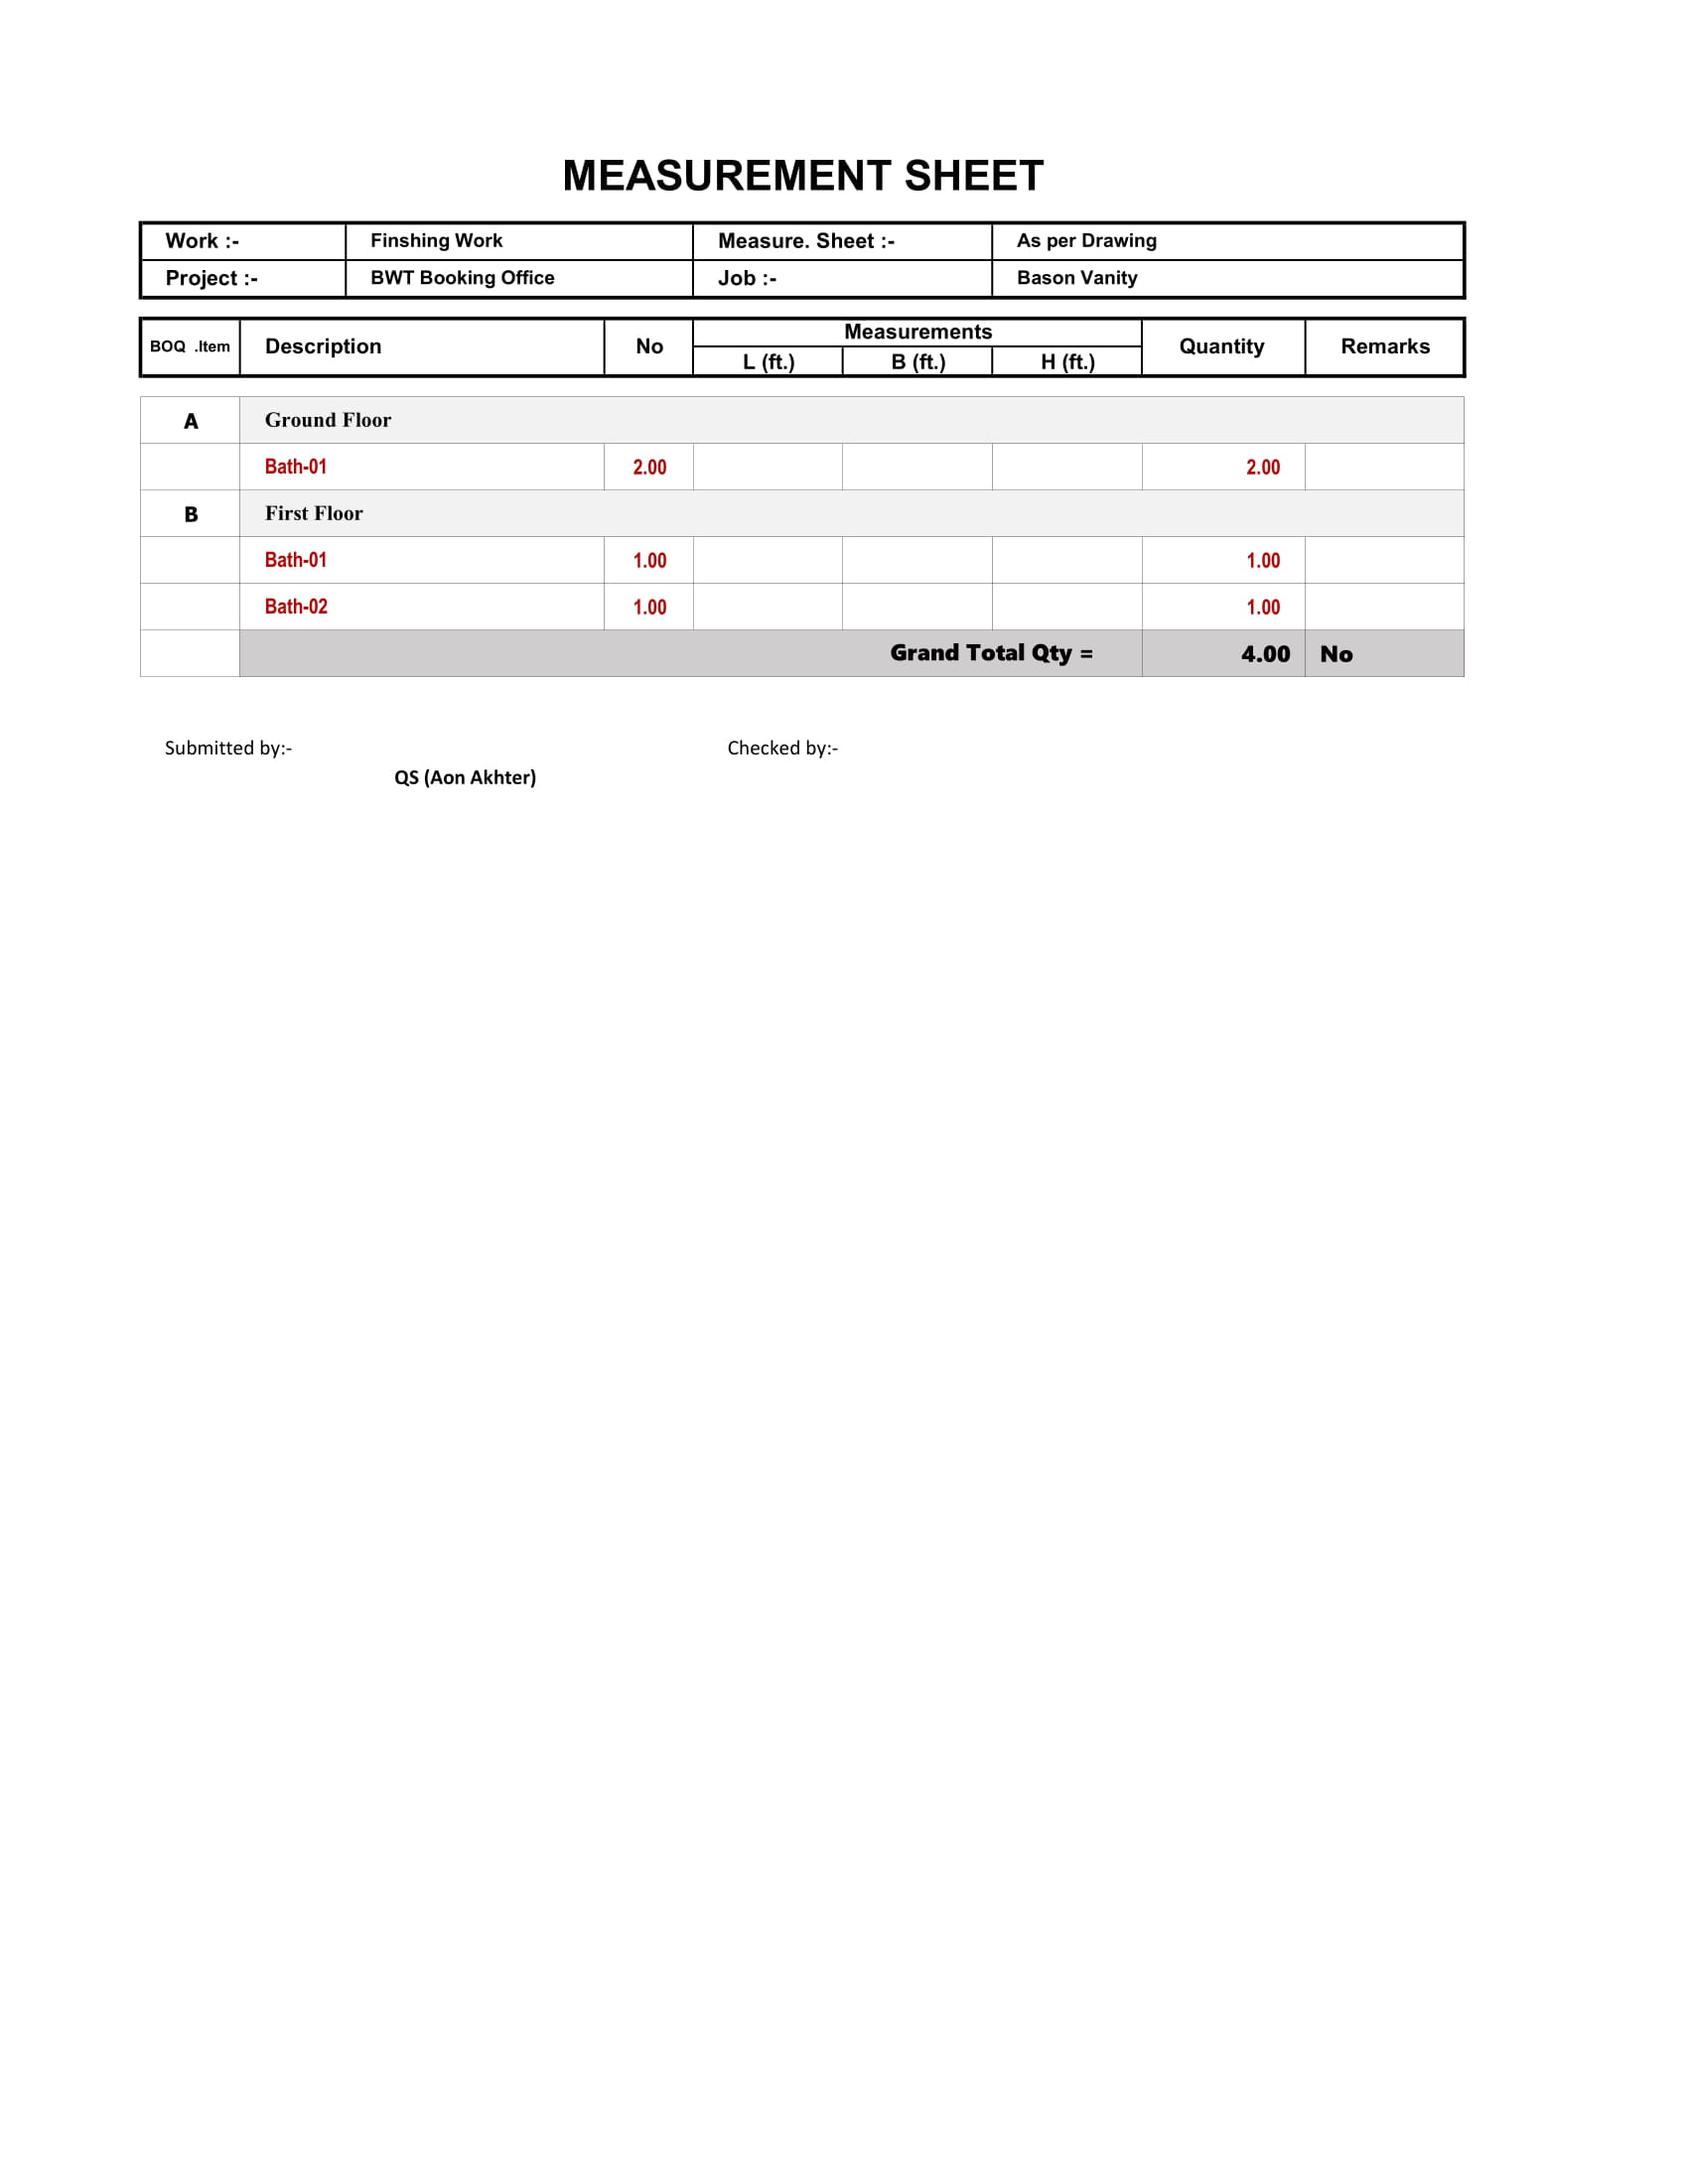 MEASUREMENT SHEET
Work :- Finshing Work Measure. Sheet :- As per Drawing
Project :- BWT Booking Office Job :- Bason Vanity
BOQ .Item Description No Measurements Quantity Remarks
L (ft.) B (ft.) H (ft.)
A Ground Floor
Bath-01 2.00 2.00
B First Floor
Bath-01 1.00 1.00
Bath-02 1.00 1.00
Grand Total Qty = 4.00 No
Submitted by:- Checked by:-
QS (Aon Akhter)